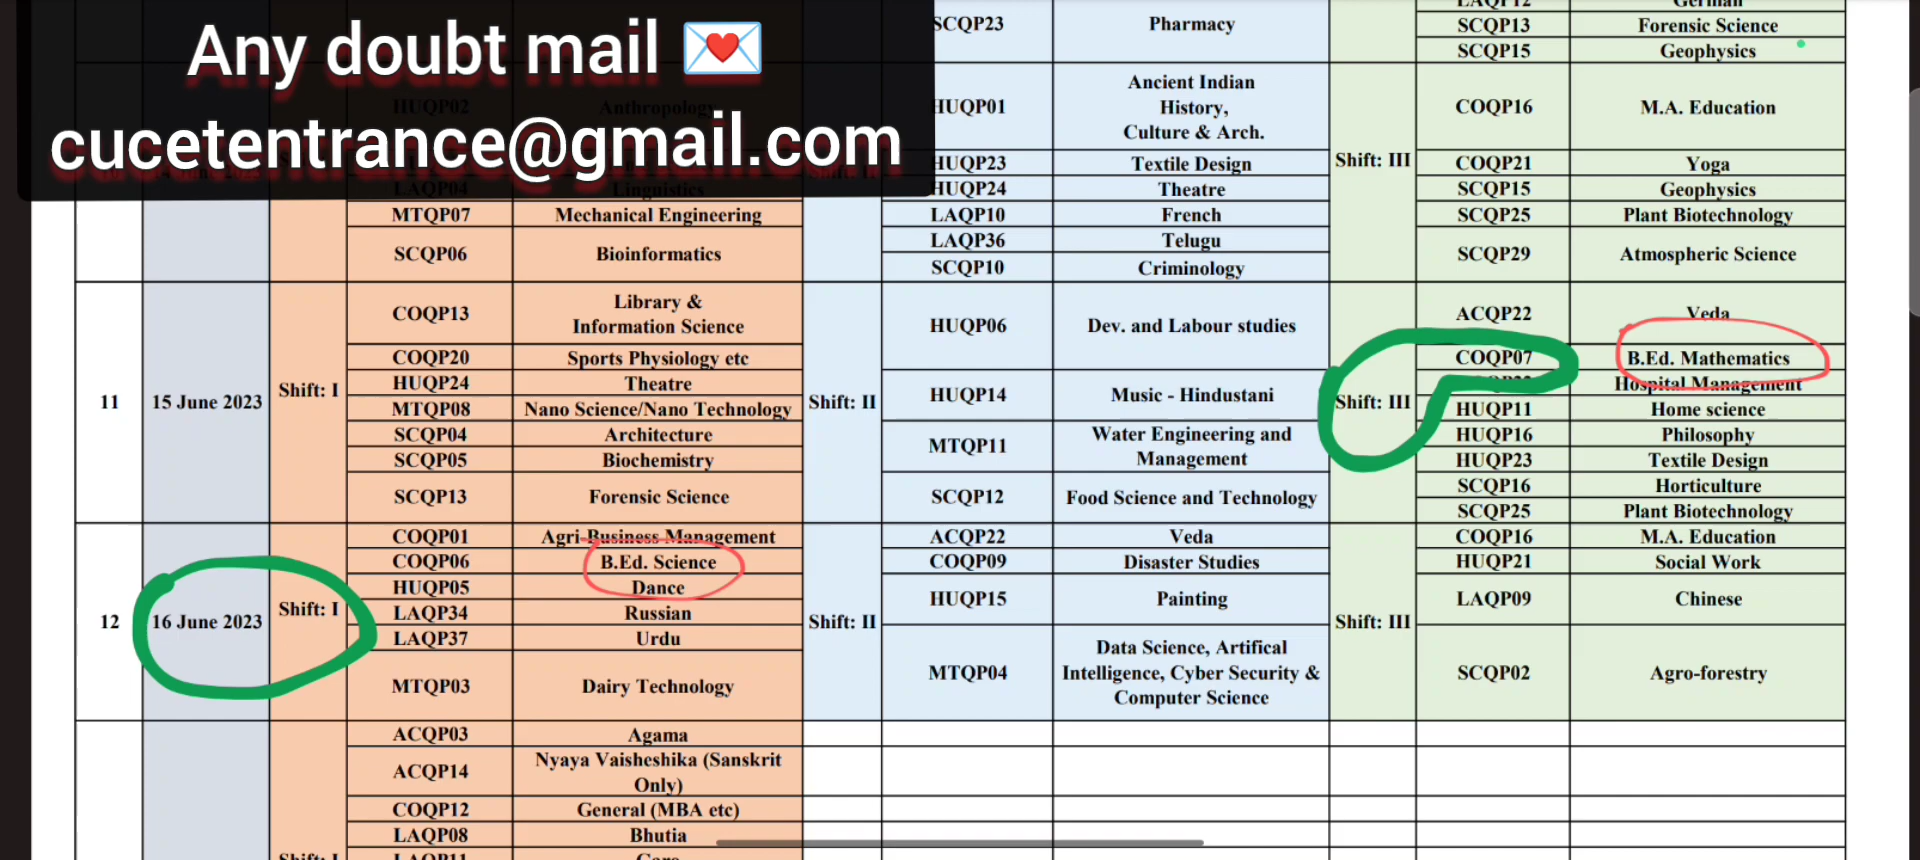 Any doubt mail 💌
cucetentrance@gmail.com
SCQP23 Pharmacy
German
SCQP13 Forensic Science
SCQP15 Geophysics
HUQP02 Anthropology
HUQP01 Ancient Indian
History,
Culture & Arch.
Shift: III
COQP16 M.A. Education
HUQP23 Textile Design
COQP21 Yoga
LAQP04 Linguistics
HUQP24 Theatre
SCQP15 Geophysics
MTQP07 Mechanical Engineering
LAQP10 French
SCQP25 Plant Biotechnology
SCQP06 Bioinformatics
LAQP36 Telugu
SCQP10 Criminology
SCQP29 Atmospheric Science
11 15 June 2023
Shift: I
COQP13 Library &
Information Science
COQP20 Sports Physiology etc
HUQP24 Theatre
MTQP08 Nano Science/Nano Technology
SCQP04 Architecture
SCQP05 Biochemistry
SCQP13 Forensic Science
Shift: II
HUQP06 Dev. and Labour studies
HUQP14 Music - Hindustani
MTQP11 Water Engineering and
Management
SCQP12 Food Science and Technology
Shift: III
ACQP22 Veda
COQP07 B.Ed. Mathematics
Hospital Management
HUQP11 Home science
HUQP16 Philosophy
HUQP23 Textile Design
SCQP16 Horticulture
SCQP25 Plant Biotechnology
12 16 June 2023
Shift: I
COQP01 Agri-Business Management
COQP06 B.Ed. Science
HUQP05 Dance
LAQP34 Russian
LAQP37 Urdu
MTQP03 Dairy Technology
Shift: II
ACQP22 Veda
COQP09 Disaster Studies
HUQP15 Painting
MTQP04 Data Science, Artifical
Intelligence, Cyber Security &
Computer Science
Shift: III
COQP16 M.A. Education
HUQP21 Social Work
LAQP09 Chinese
SCQP02 Agro-forestry
Shift: I
ACQP03 Agama
ACQP14 Nyaya Vaisheshika (Sanskrit
Only)
COQP12 General (MBA etc)
LAQP08 Bhutia
LAQP11 Garo